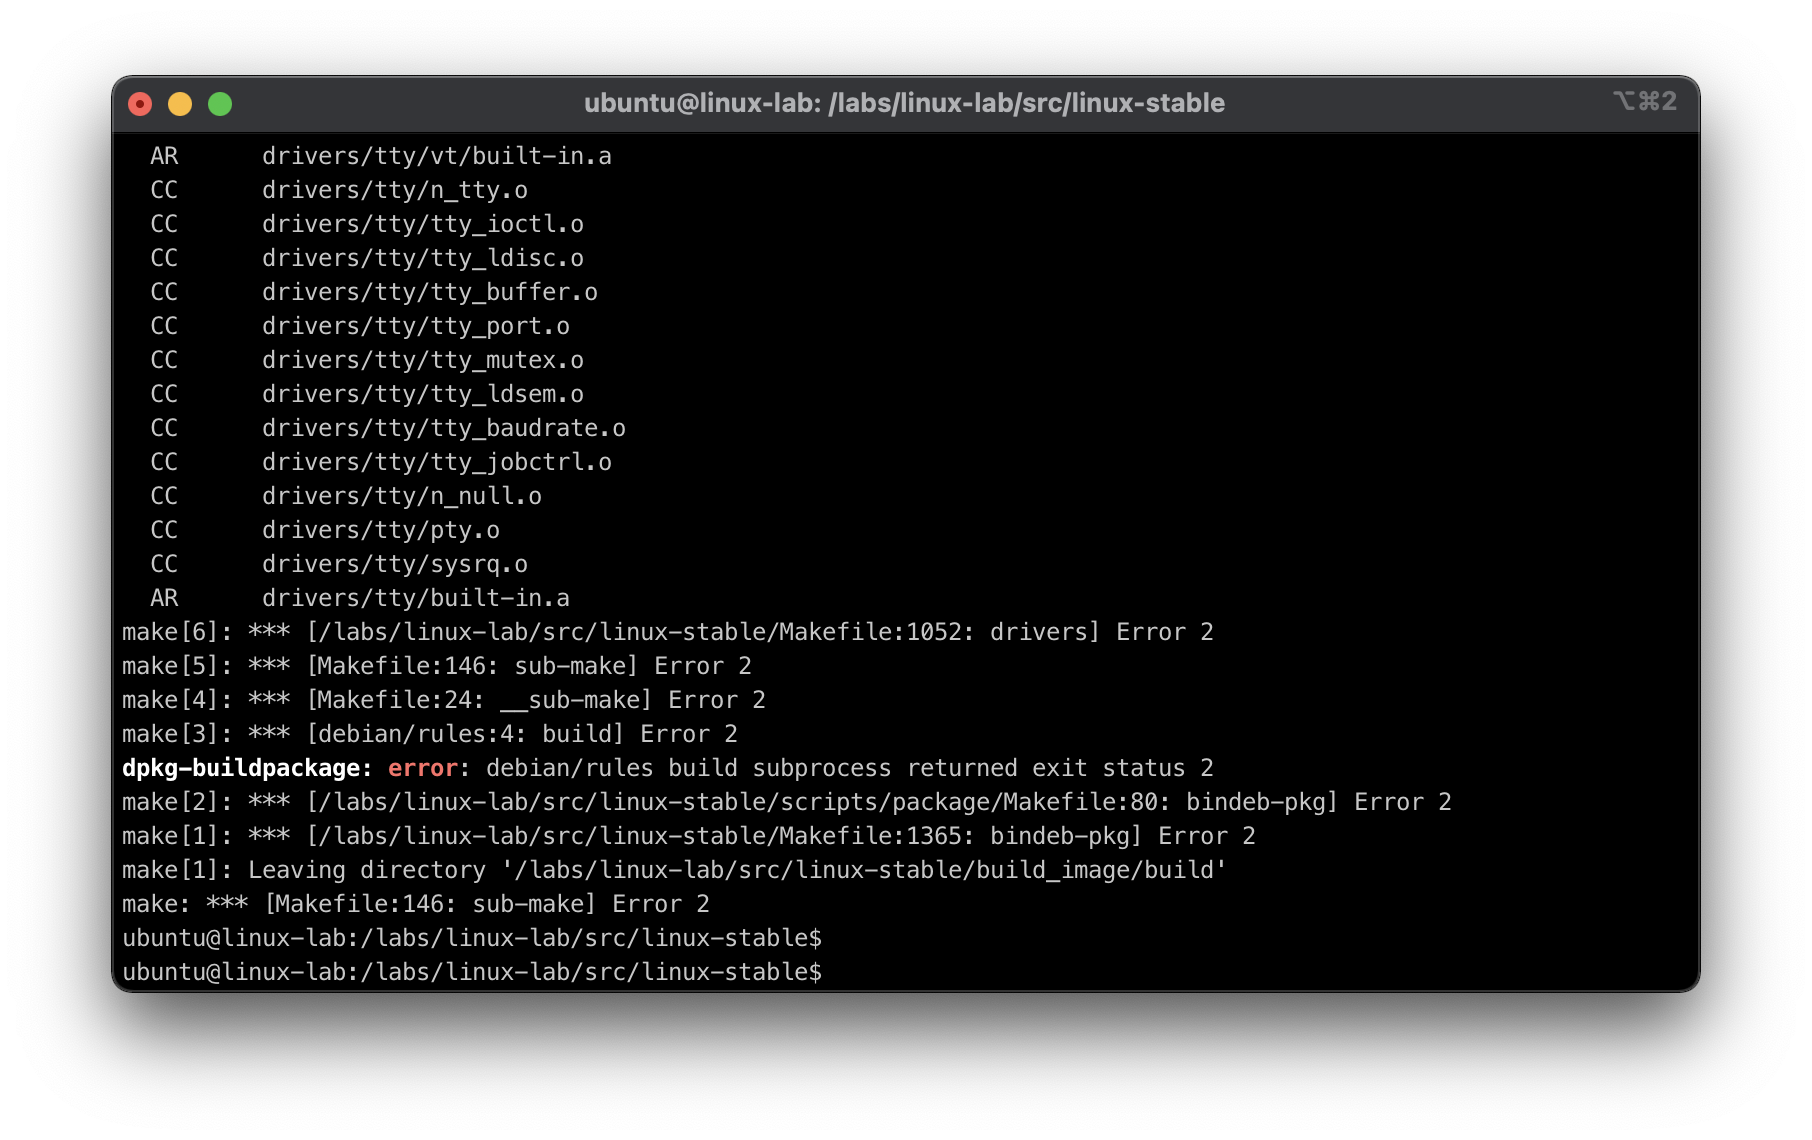 ubuntu@linux-lab: /labs/linux-lab/src/linux-stable ⌥⌘2
AR drivers/tty/vt/built-in.a
CC drivers/tty/n_tty.o
CC drivers/tty/tty_ioctl.o
CC drivers/tty/tty_ldisc.o
CC drivers/tty/tty_buffer.o
CC drivers/tty/tty_port.o
CC drivers/tty/tty_mutex.o
CC drivers/tty/tty_ldsem.o
CC drivers/tty/tty_baudrate.o
CC drivers/tty/tty_jobctrl.o
CC drivers/tty/n_null.o
CC drivers/tty/pty.o
CC drivers/tty/sysrq.o
AR drivers/tty/built-in.a
make[6]: *** [/labs/linux-lab/src/linux-stable/Makefile:1052: drivers] Error 2
make[5]: *** [Makefile:146: sub-make] Error 2
make[4]: *** [Makefile:24: __sub-make] Error 2
make[3]: *** [debian/rules:4: build] Error 2
dpkg-buildpackage: error: debian/rules build subprocess returned exit status 2
make[2]: *** [/labs/linux-lab/src/linux-stable/scripts/package/Makefile:80: bindeb-pkg] Error 2
make[1]: *** [/labs/linux-lab/src/linux-stable/Makefile:1365: bindeb-pkg] Error 2
make[1]: Leaving directory '/labs/linux-lab/src/linux-stable/build_image/build'
make: *** [Makefile:146: sub-make] Error 2
ubuntu@linux-lab:/labs/linux-lab/src/linux-stable$
ubuntu@linux-lab:/labs/linux-lab/src/linux-stable$